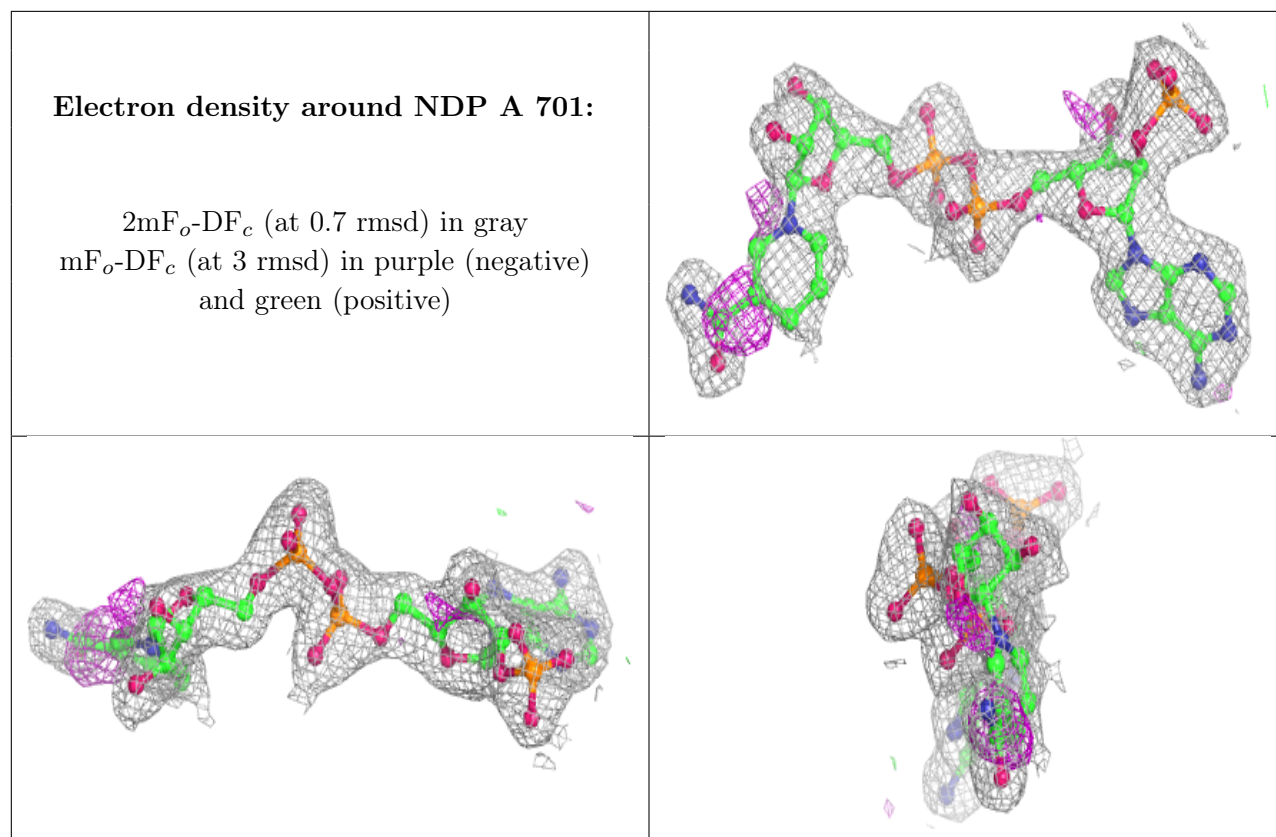 Electron density around NDP A 701:
2mFo-DFc (at 0.7 rmsd) in gray
mFo-DFc (at 3 rmsd) in purple (negative)
and green (positive)